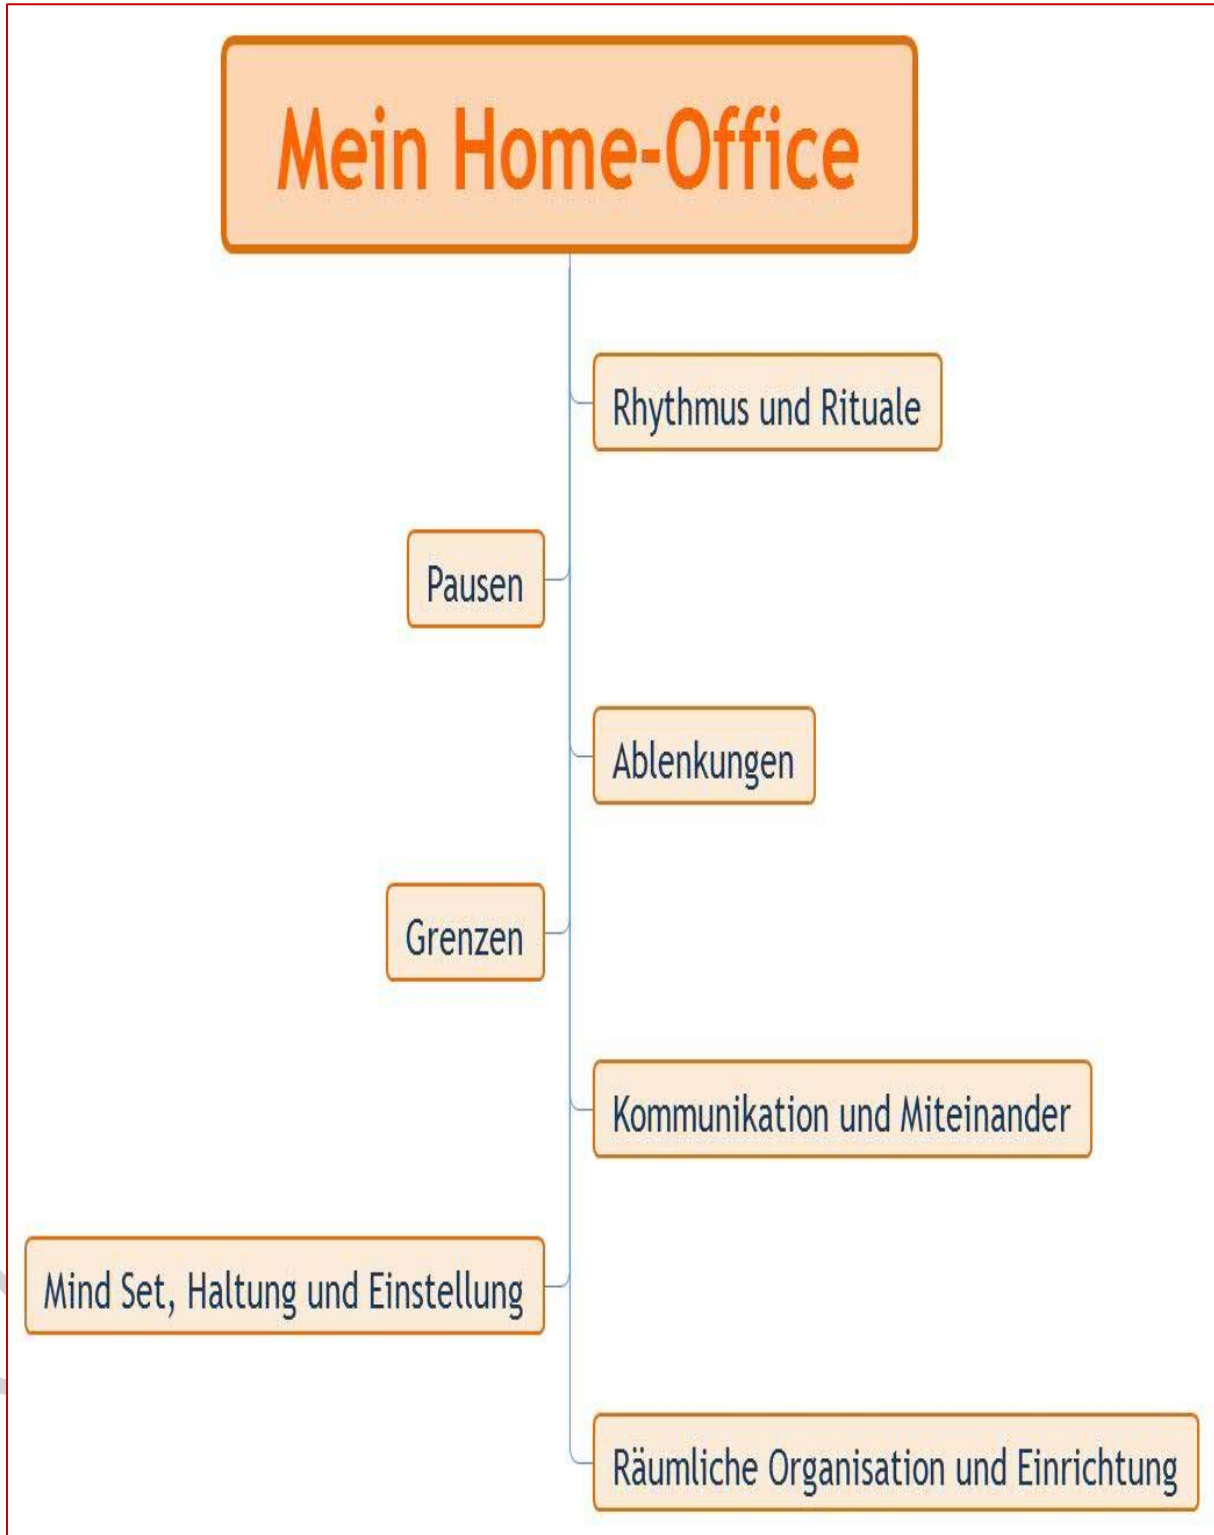 Mein Home-Office
Rhythmus und Rituale
Pausen
Ablenkungen
Grenzen
Kommunikation und Miteinander
Mind Set, Haltung und Einstellung
Räumliche Organisation und Einrichtung